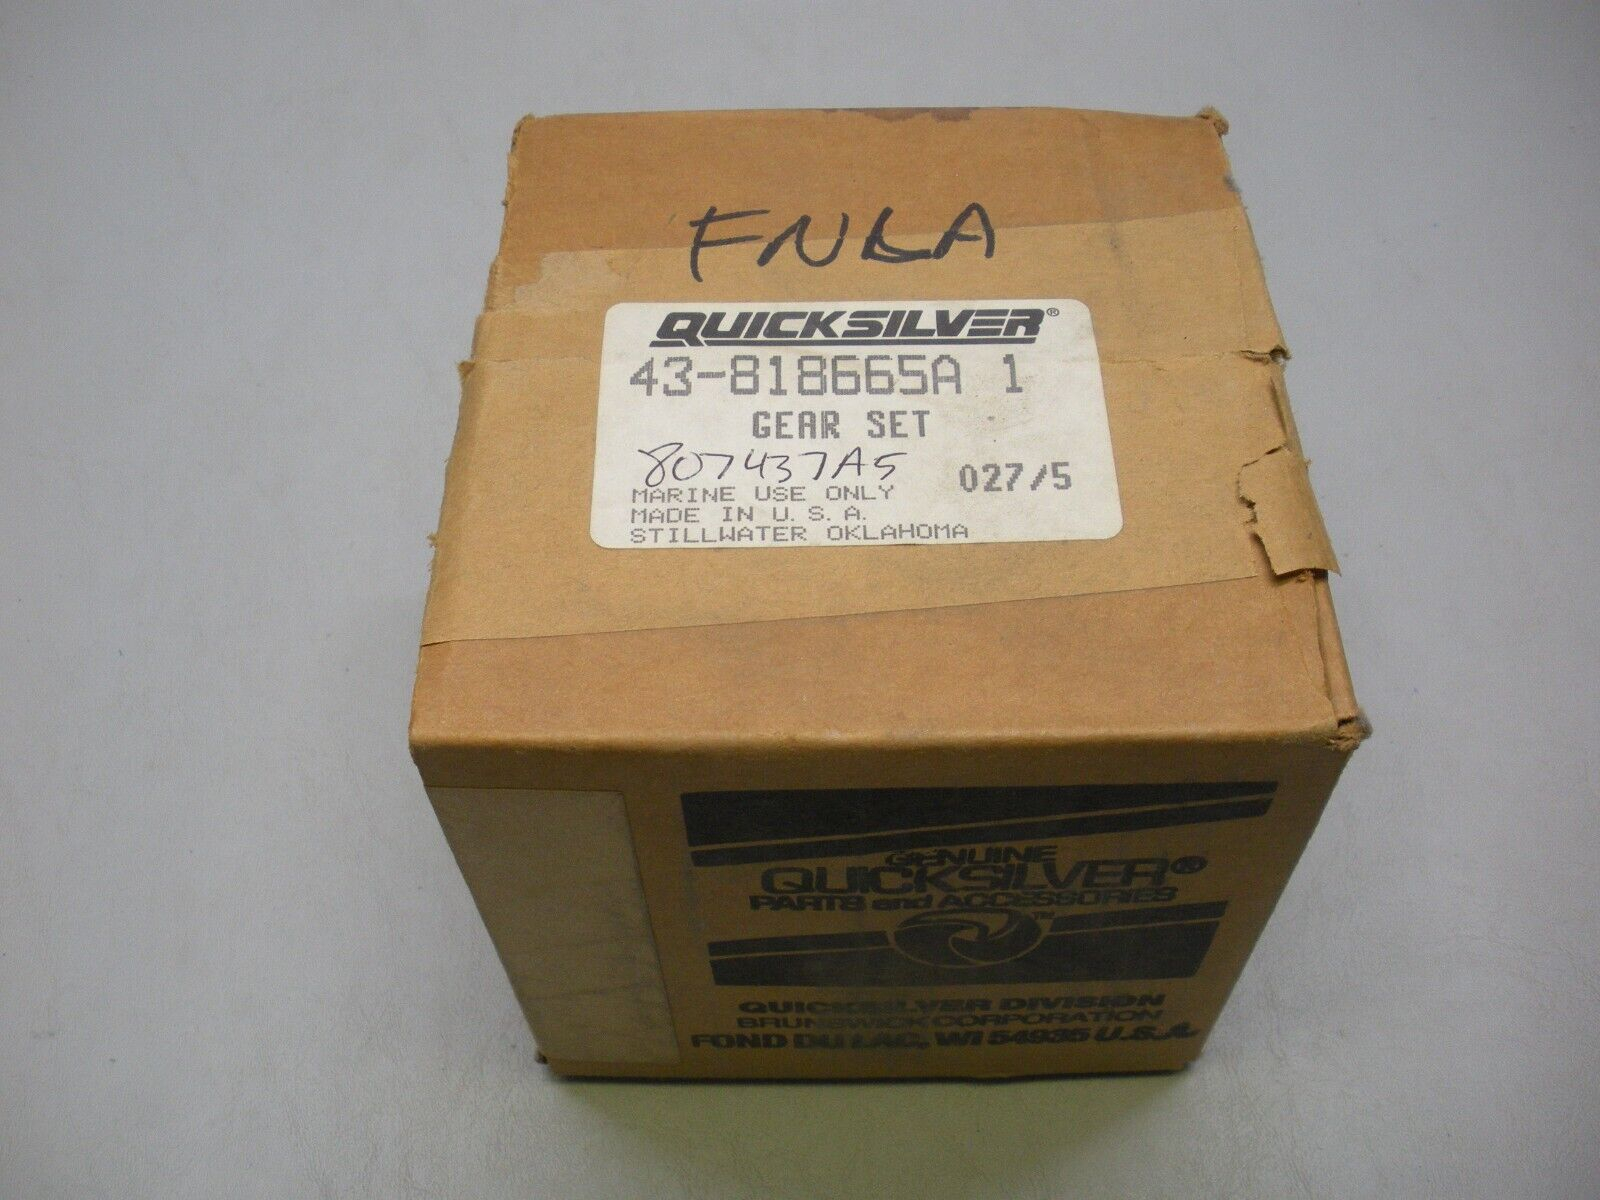 FNLA
QUICKSILVER®
43-818665A 1
GEAR SET
807437A5
027/5
MARINE USE ONLY
MADE IN U.S.A.
STILLWATER OKLAHOMA
GENUINE
QUICKSILVER®
PARTS and ACCESSORIES
TM
QUICKSILVER DIVISION
BRUNSWICK CORPORATION
FOND DU LAC, WI 54935 U.S.A.